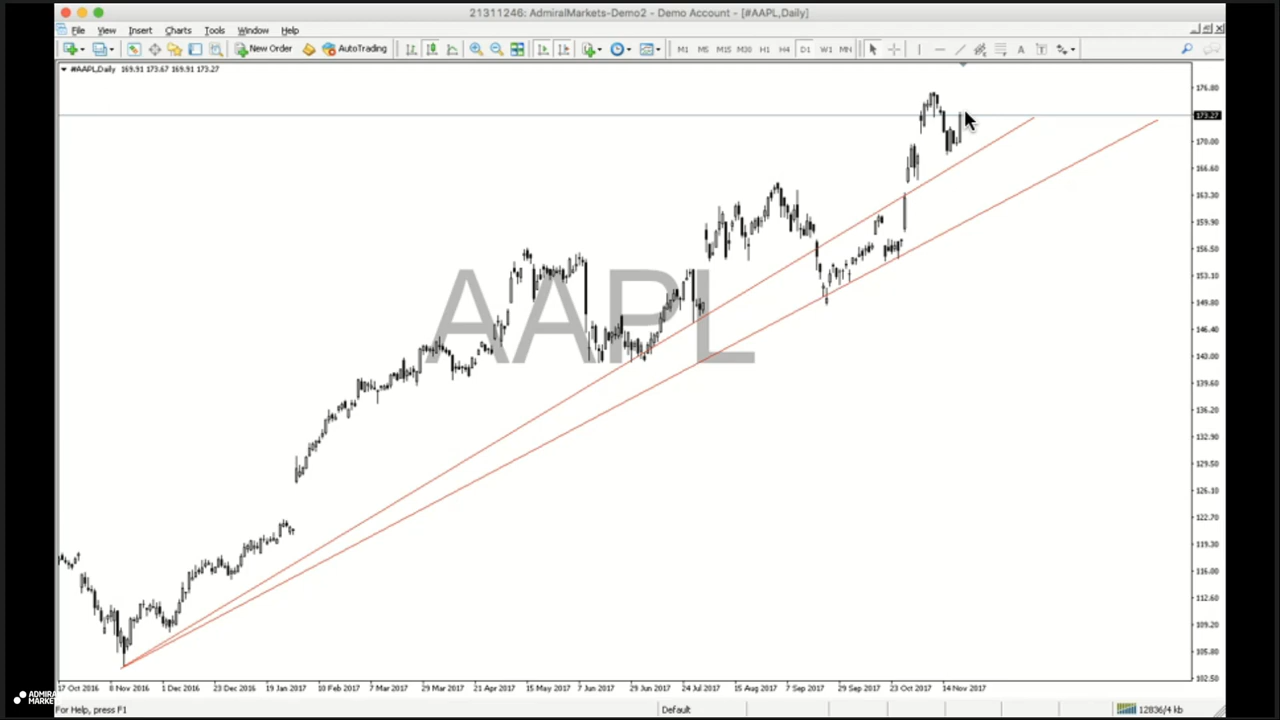 21311246: AdmiralMarkets-Demo2 - Demo Account - [#AAPL,Daily]
File View Insert Charts Tools Window Help
New Order AutoTrading M1 M5 M15 M30 H1 H4 D1 W1 MN A T
#AAPL,Daily 169.91 173.67 169.91 173.27
176.80
173.27
170.00
166.60
163.30
159.90
156.50
153.10
149.80
146.40
143.00
139.60
136.20
132.90
129.50
126.10
122.70
119.30
116.00
112.60
109.20
105.80
102.50
AAPL
17 Oct 2016 8 Nov 2016 1 Dec 2016 23 Dec 2016 19 Jan 2017 10 Feb 2017 7 Mar 2017 29 Mar 2017 21 Apr 2017 15 May 2017 7 Jun 2017 29 Jun 2017 24 Jul 2017 15 Aug 2017 7 Sep 2017 29 Sep 2017 23 Oct 2017 14 Nov 2017
ADMIRA
MARKE
For Help, press F1 Default 12836/4 kb